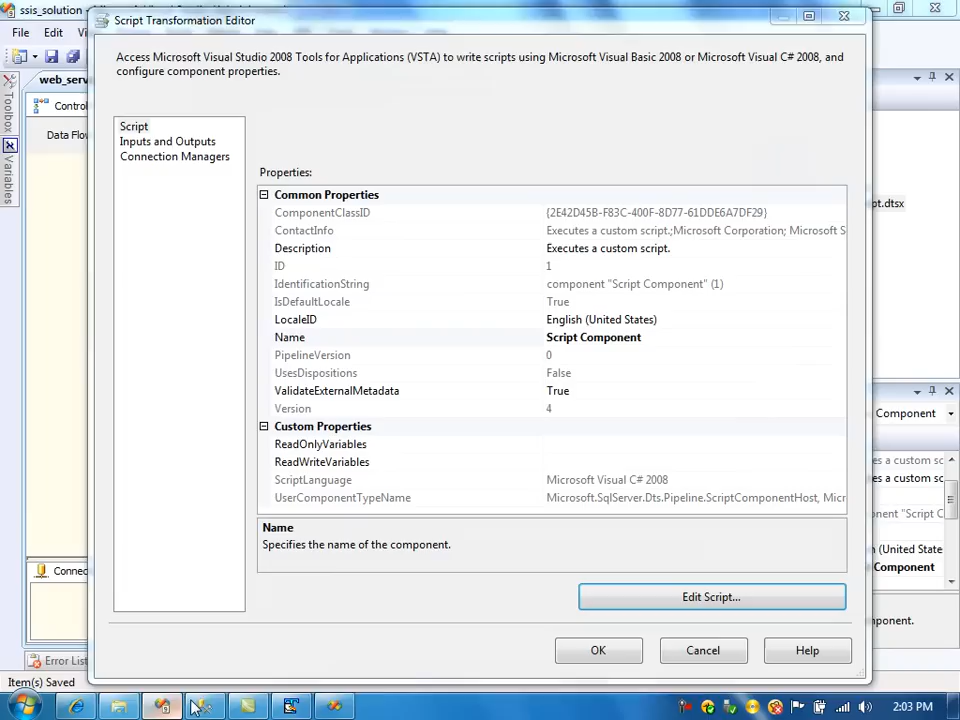 Script Transformation Editor
File Edit
Access Microsoft Visual Studio 2008 Tools for Applications (VSTA) to write scripts using Microsoft Visual Basic 2008 or Microsoft Visual C# 2008, and
configure component properties.
web_serv
Control
Toolbox
Data Flow
Variables
Script
Inputs and Outputs
Connection Managers
Properties:
Common Properties
ComponentClassID {2E42D45B-F83C-400F-8D77-61DDE6A7DF29}
ContactInfo Executes a custom script.;Microsoft Corporation; Microsoft S
Description Executes a custom script.
ID 1
IdentificationString component "Script Component" (1)
IsDefaultLocale True
LocaleID English (United States)
Name Script Component
PipelineVersion 0
UsesDispositions False
ValidateExternalMetadata True
Version 4
Custom Properties
ReadOnlyVariables
ReadWriteVariables
ScriptLanguage Microsoft Visual C# 2008
UserComponentTypeName Microsoft.SqlServer.Dts.Pipeline.ScriptComponentHost, Micr
Name
Specifies the name of the component.
Edit Script...
OK Cancel Help
pt.dtsx
Component
es a custom sc
es a custom sc
onent "Script C
h (United State
Component
ponent.
Connec
Error List
Item(s) Saved
2:03 PM